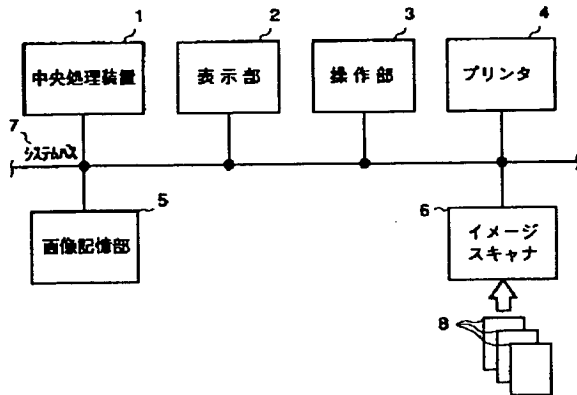 1
2
3
4
中央処理装置
表示部
操作部
プリンタ
7
システムバス
5
6
画像記憶部
イメージ
スキャナ
8